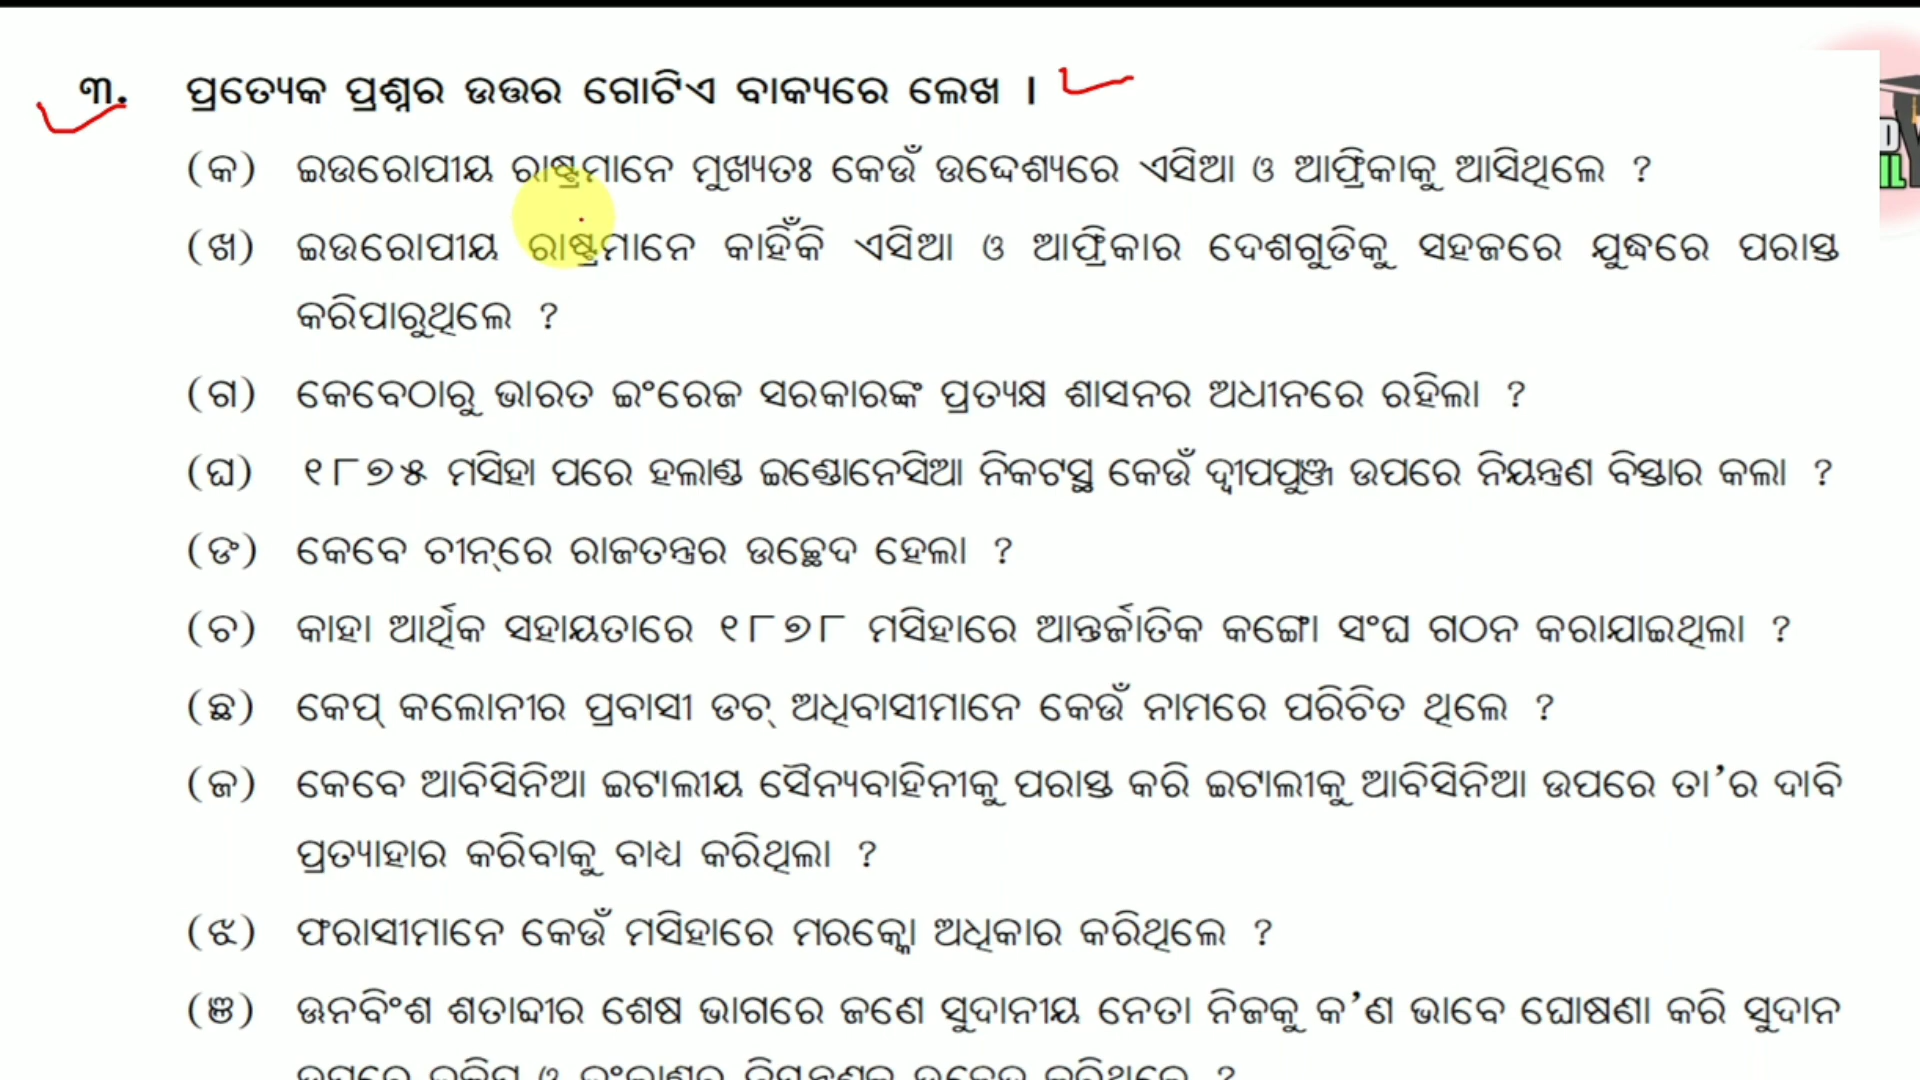 ୩. ପ୍ରତ୍ୟେକ ପ୍ରଶ୍ନର ଉତ୍ତର ଗୋଟିଏ ବାକ୍ୟରେ ଲେଖ ।
(କ) ଇଉରୋପୀୟ ରାଷ୍ଟ୍ରମାନେ ମୁଖ୍ୟତଃ କେଉଁ ଉଦ୍ଦେଶ୍ୟରେ ଏସିଆ ଓ ଆଫ୍ରିକାକୁ ଆସିଥିଲେ ?
(ଖ) ଇଉରୋପୀୟ ରାଷ୍ଟ୍ରମାନେ କାହିଁକି ଏସିଆ ଓ ଆଫ୍ରିକାର ଦେଶଗୁଡିକୁ ସହଜରେ ଯୁଦ୍ଧରେ ପରାସ୍ତ
କରିପାରୁଥିଲେ ?
(ଗ) କେବେଠାରୁ ଭାରତ ଇଂରେଜ ସରକାରଙ୍କ ପ୍ରତ୍ୟକ୍ଷ ଶାସନର ଅଧୀନରେ ରହିଲା ?
(ଘ) ୧୮୭୫ ମସିହା ପରେ ହଲାଣ୍ଡ ଇଣ୍ଡୋନେସିଆ ନିକଟସ୍ଥ କେଉଁ ଦ୍ୱୀପପୁଞ୍ଜ ଉପରେ ନିୟନ୍ତ୍ରଣ ବିସ୍ତାର କଲା ?
(ଙ) କେବେ ଚୀନ୍‌ରେ ରାଜତନ୍ତ୍ରର ଉଚ୍ଛେଦ ହେଲା ?
(ଚ) କାହା ଆର୍ଥିକ ସହାୟତାରେ ୧୮୭୮ ମସିହାରେ ଆନ୍ତର୍ଜାତିକ କଙ୍ଗୋ ସଂଘ ଗଠନ କରାଯାଇଥିଲା ?
(ଛ) କେପ୍ କଲୋନୀର ପ୍ରବାସୀ ଡଚ୍ ଅଧିବାସୀମାନେ କେଉଁ ନାମରେ ପରିଚିତ ଥିଲେ ?
(ଜ) କେବେ ଆବିସିନିଆ ଇଟାଲୀୟ ସୈନ୍ୟବାହିନୀକୁ ପରାସ୍ତ କରି ଇଟାଲୀକୁ ଆବିସିନିଆ ଉପରେ ତା’ର ଦାବି
ପ୍ରତ୍ୟାହାର କରିବାକୁ ବାଧ୍ୟ କରିଥିଲା ?
(ଝ) ଫରାସୀମାନେ କେଉଁ ମସିହାରେ ମରକ୍କୋ ଅଧିକାର କରିଥିଲେ ?
(ଞ) ଊନବିଂଶ ଶତାବ୍ଦୀର ଶେଷ ଭାଗରେ ଜଣେ ସୁଦାନୀୟ ନେତା ନିଜକୁ କ’ଣ ଭାବେ ଘୋଷଣା କରି ସୁଦାନ